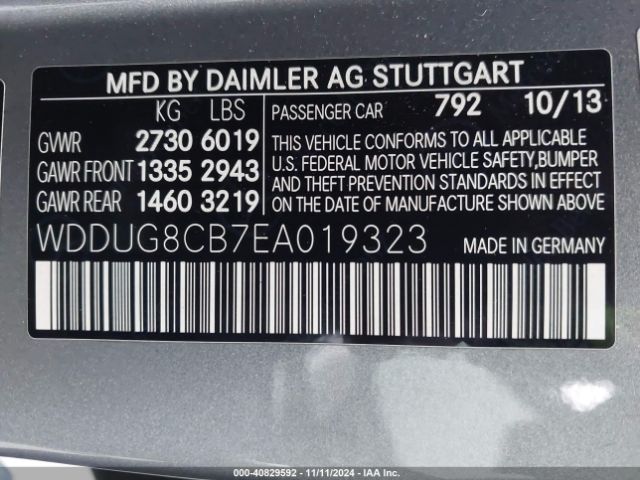 MFD BY DAIMLER AG STUTTGART
KG LBS
PASSENGER CAR 792 10/13
GVWR 2730 6019
GAWR FRONT 1335 2943
GAWR REAR 1460 3219
THIS VEHICLE CONFORMS TO ALL APPLICABLE
U.S. FEDERAL MOTOR VEHICLE SAFETY,BUMPER
AND THEFT PREVENTION STANDARDS IN EFFECT
ON THE DATE OF MANUFACTURE SHOWN ABOVE
WDDUG8CB7EA019323 MADE IN GERMANY
000-40829592 - 11/11/2024 - IAAI.COM